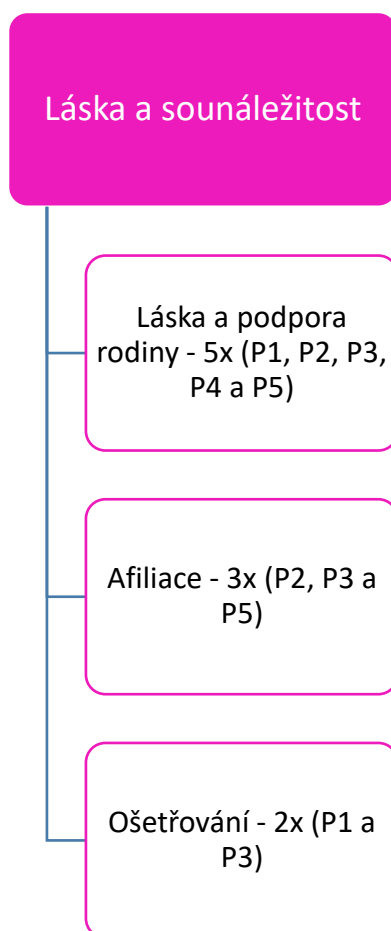 Láska a sounáležitost
Láska a podpora
rodiny - 5x (P1, P2, P3,
P4 a P5)
Afiliace - 3x (P2, P3 a
P5)
Ošetřování - 2x (P1 a
P3)